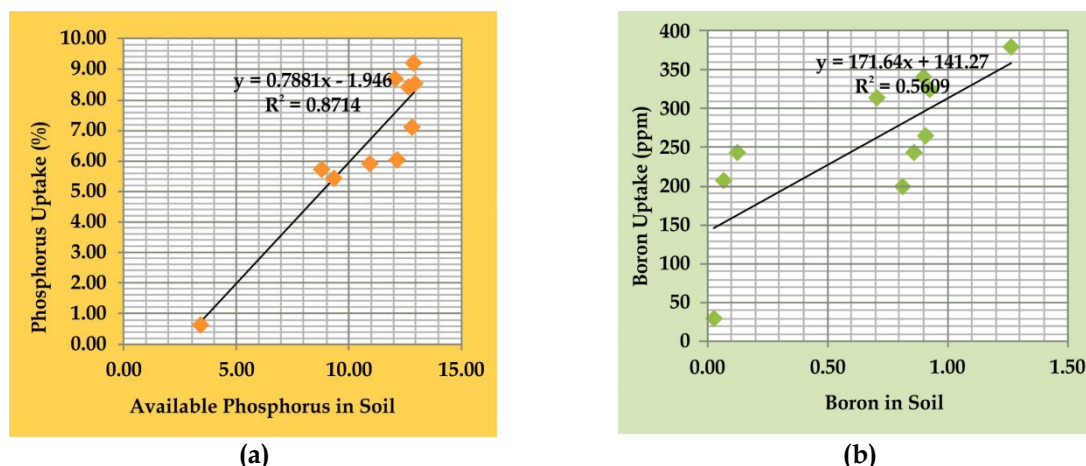 10.00
9.00
8.00
7.00
6.00
5.00
4.00
3.00
2.00
1.00
0.00
Phosphorus Uptake (%)
y = 0.7881x - 1.946
R² = 0.8714
0.00 5.00 10.00 15.00
Available Phosphorus in Soil
(a)
400
350
300
250
200
150
100
50
0
Boron Uptake (ppm)
y = 171.64x + 141.27
R² = 0.5609
0.00 0.50 1.00 1.50
Boron in Soil
(b)